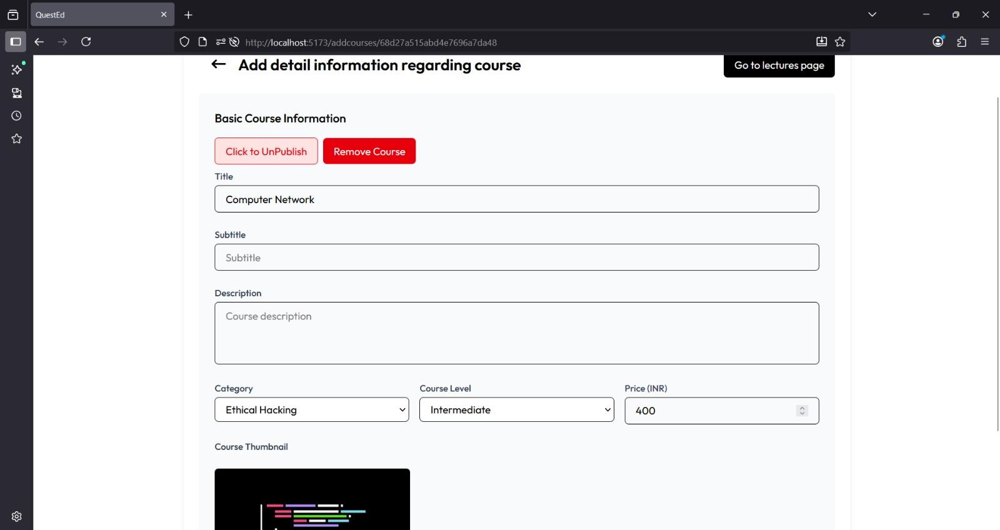 QuestEd
http://localhost:5173/addcourses/68d27a515abd4e7696a7da48
Add detail information regarding course
Go to lectures page
Basic Course Information
Click to UnPublish
Remove Course
Title
Computer Network
Subtitle
Subtitle
Description
Course description
Category
Course Level
Price (INR)
Ethical Hacking
Intermediate
400
Course Thumbnail